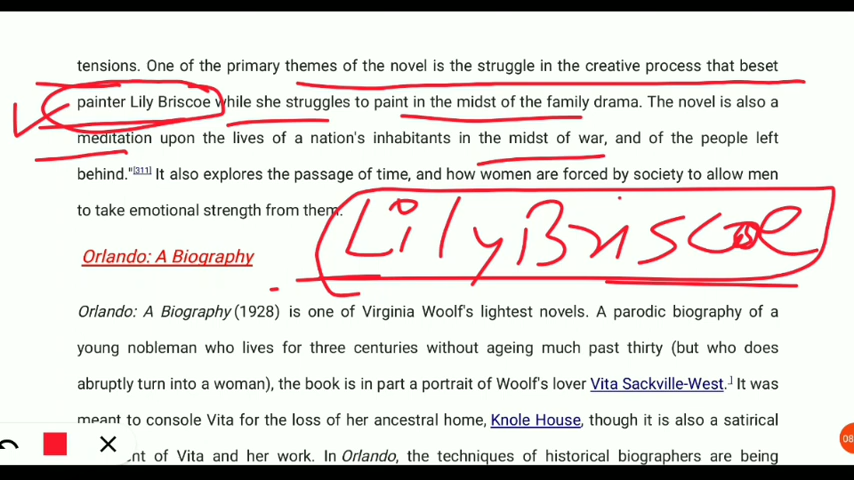 tensions. One of the primary themes of the novel is the struggle in the creative process that beset
painter Lily Briscoe while she struggles to paint in the midst of the family drama. The novel is also a
meditation upon the lives of a nation's inhabitants in the midst of war, and of the people left
behind."[311] It also explores the passage of time, and how women are forced by society to allow men
to take emotional strength from them.
Lily Briscoe
Orlando: A Biography
Orlando: A Biography (1928) is one of Virginia Woolf's lightest novels. A parodic biography of a
young nobleman who lives for three centuries without ageing much past thirty (but who does
abruptly turn into a woman), the book is in part a portrait of Woolf's lover Vita Sackville-West.] It was
meant to console Vita for the loss of her ancestral home, Knole House, though it is also a satirical
of Vita and her work. In Orlando, the techniques of historical biographers are being
08